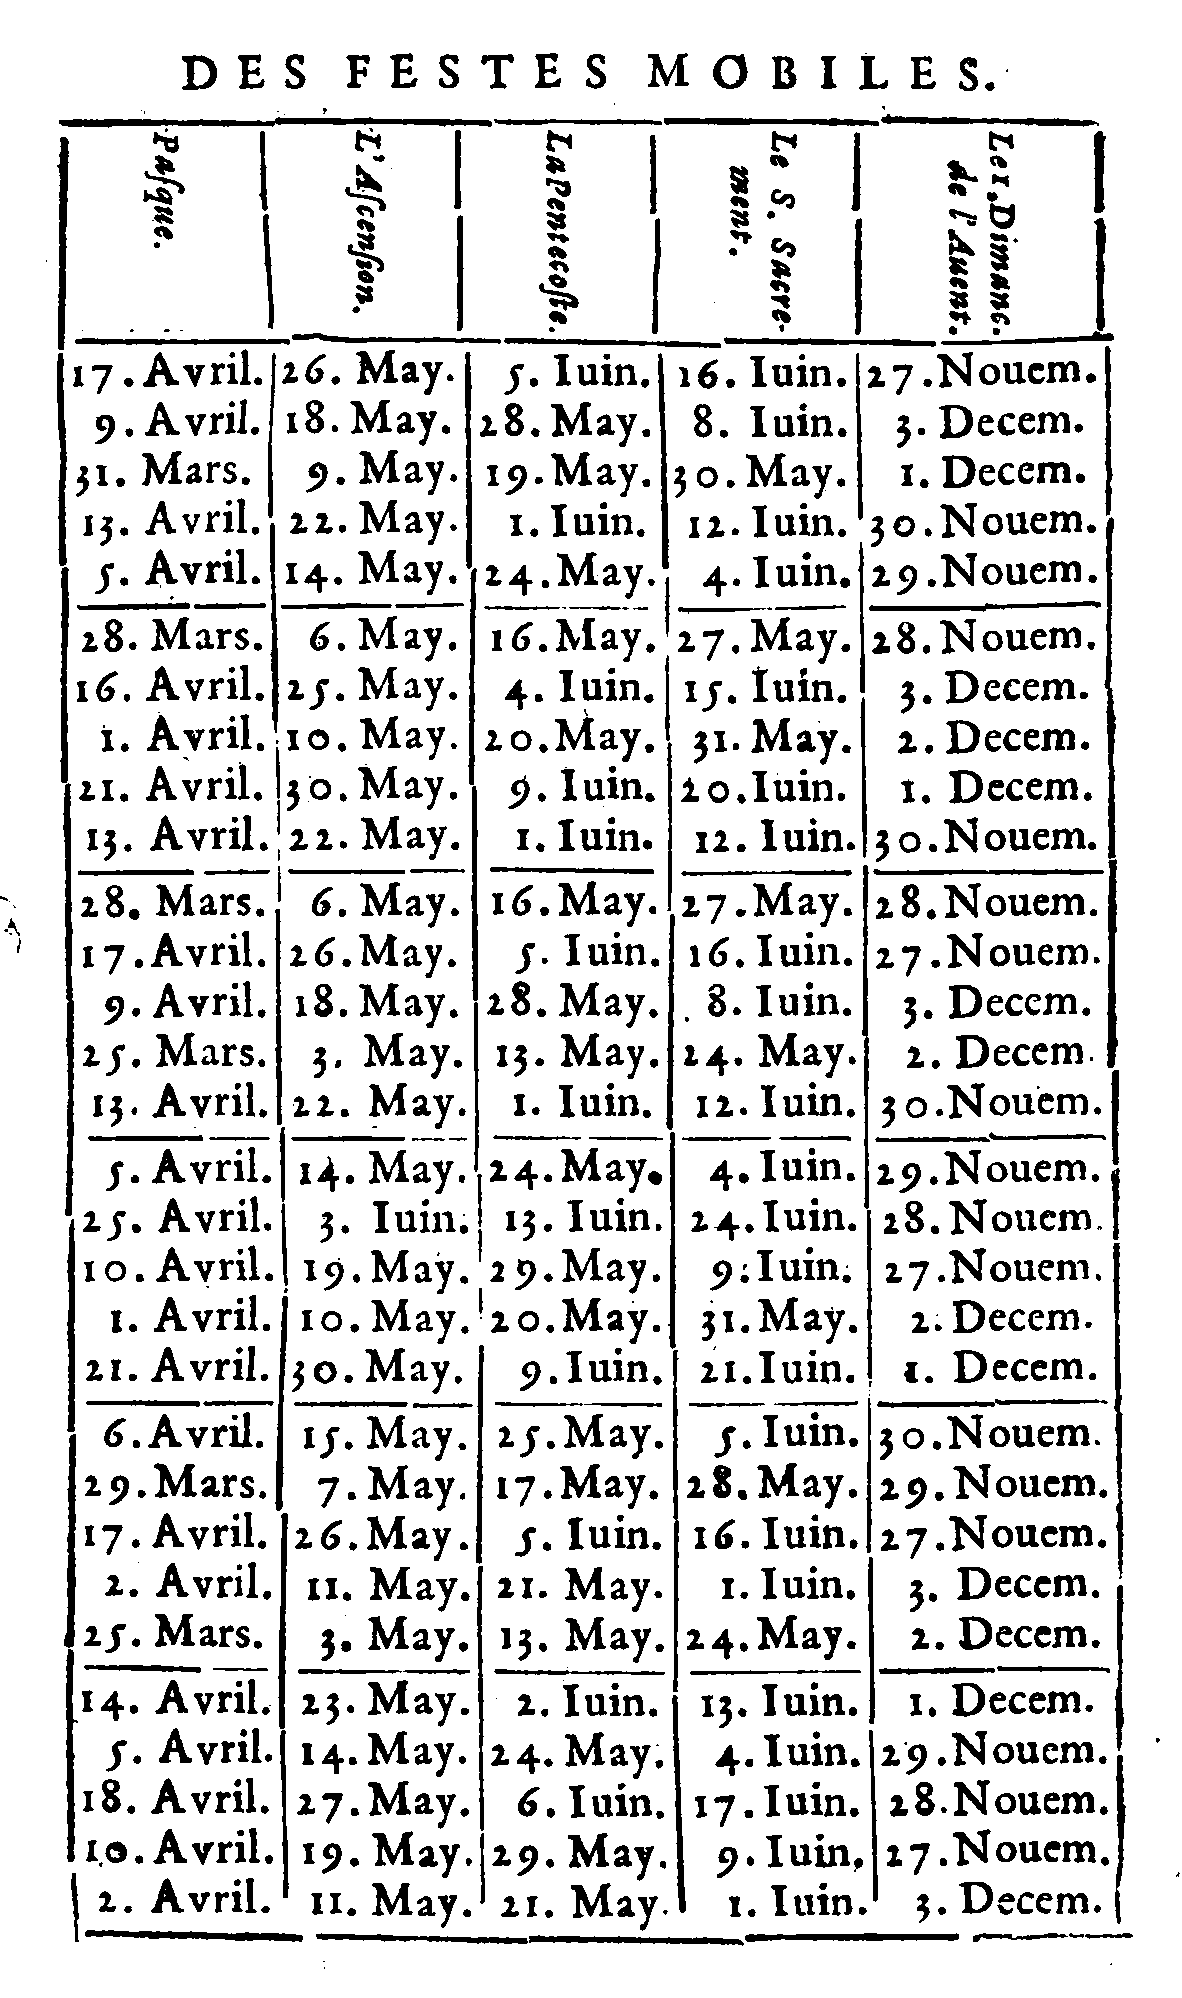 DES FESTES MOBILES.
Paſque. L'Aſcenſion. La Pentecoſte. Le S. Sacrement. Le 1. Dimanc. de l'Auent.
17. Avril. 26. May. 5. Iuin. 16. Iuin. 27. Nouem.
9. Avril. 18. May. 28. May. 8. Iuin. 3. Decem.
31. Mars. 9. May. 19. May. 30. May. 1. Decem.
13. Avril. 22. May. 1. Iuin. 12. Iuin. 30. Nouem.
5. Avril. 14. May. 24. May. 4. Iuin. 29. Nouem.
28. Mars. 6. May. 16. May. 27. May. 28. Nouem.
16. Avril. 25. May. 4. Iuin. 15. Iuin. 3. Decem.
1. Avril. 10. May. 20. May. 31. May. 2. Decem.
21. Avril. 30. May. 9. Iuin. 20. Iuin. 1. Decem.
13. Avril. 22. May. 1. Iuin. 12. Iuin. 30. Nouem.
28. Mars. 6. May. 16. May. 27. May. 28. Nouem.
17. Avril. 26. May. 5. Iuin. 16. Iuin. 27. Nouem.
9. Avril. 18. May. 28. May. 8. Iuin. 3. Decem.
25. Mars. 3. May. 13. May. 24. May. 2. Decem.
13. Avril. 22. May. 1. Iuin. 12. Iuin. 30. Nouem.
5. Avril. 14. May. 24. May. 4. Iuin. 29. Nouem.
25. Avril. 3. Iuin. 13. Iuin. 24. Iuin. 28. Nouem.
10. Avril. 19. May. 29. May. 9. Iuin. 27. Nouem.
1. Avril. 10. May. 20. May. 31. May. 2. Decem.
21. Avril. 30. May. 9. Iuin. 21. Iuin. 1. Decem.
6. Avril. 15. May. 25. May. 5. Iuin. 30. Nouem.
29. Mars. 7. May. 17. May. 28. May. 29. Nouem.
17. Avril. 26. May. 5. Iuin. 16. Iuin. 27. Nouem.
2. Avril. 11. May. 21. May. 1. Iuin. 3. Decem.
25. Mars. 3. May. 13. May. 24. May. 2. Decem.
14. Avril. 23. May. 2. Iuin. 13. Iuin. 1. Decem.
5. Avril. 14. May. 24. May. 4. Iuin. 29. Nouem.
18. Avril. 27. May. 6. Iuin. 17. Iuin. 28. Nouem.
10. Avril. 19. May. 29. May. 9. Iuin. 27. Nouem.
2. Avril. 11. May. 21. May. 1. Iuin. 3. Decem.